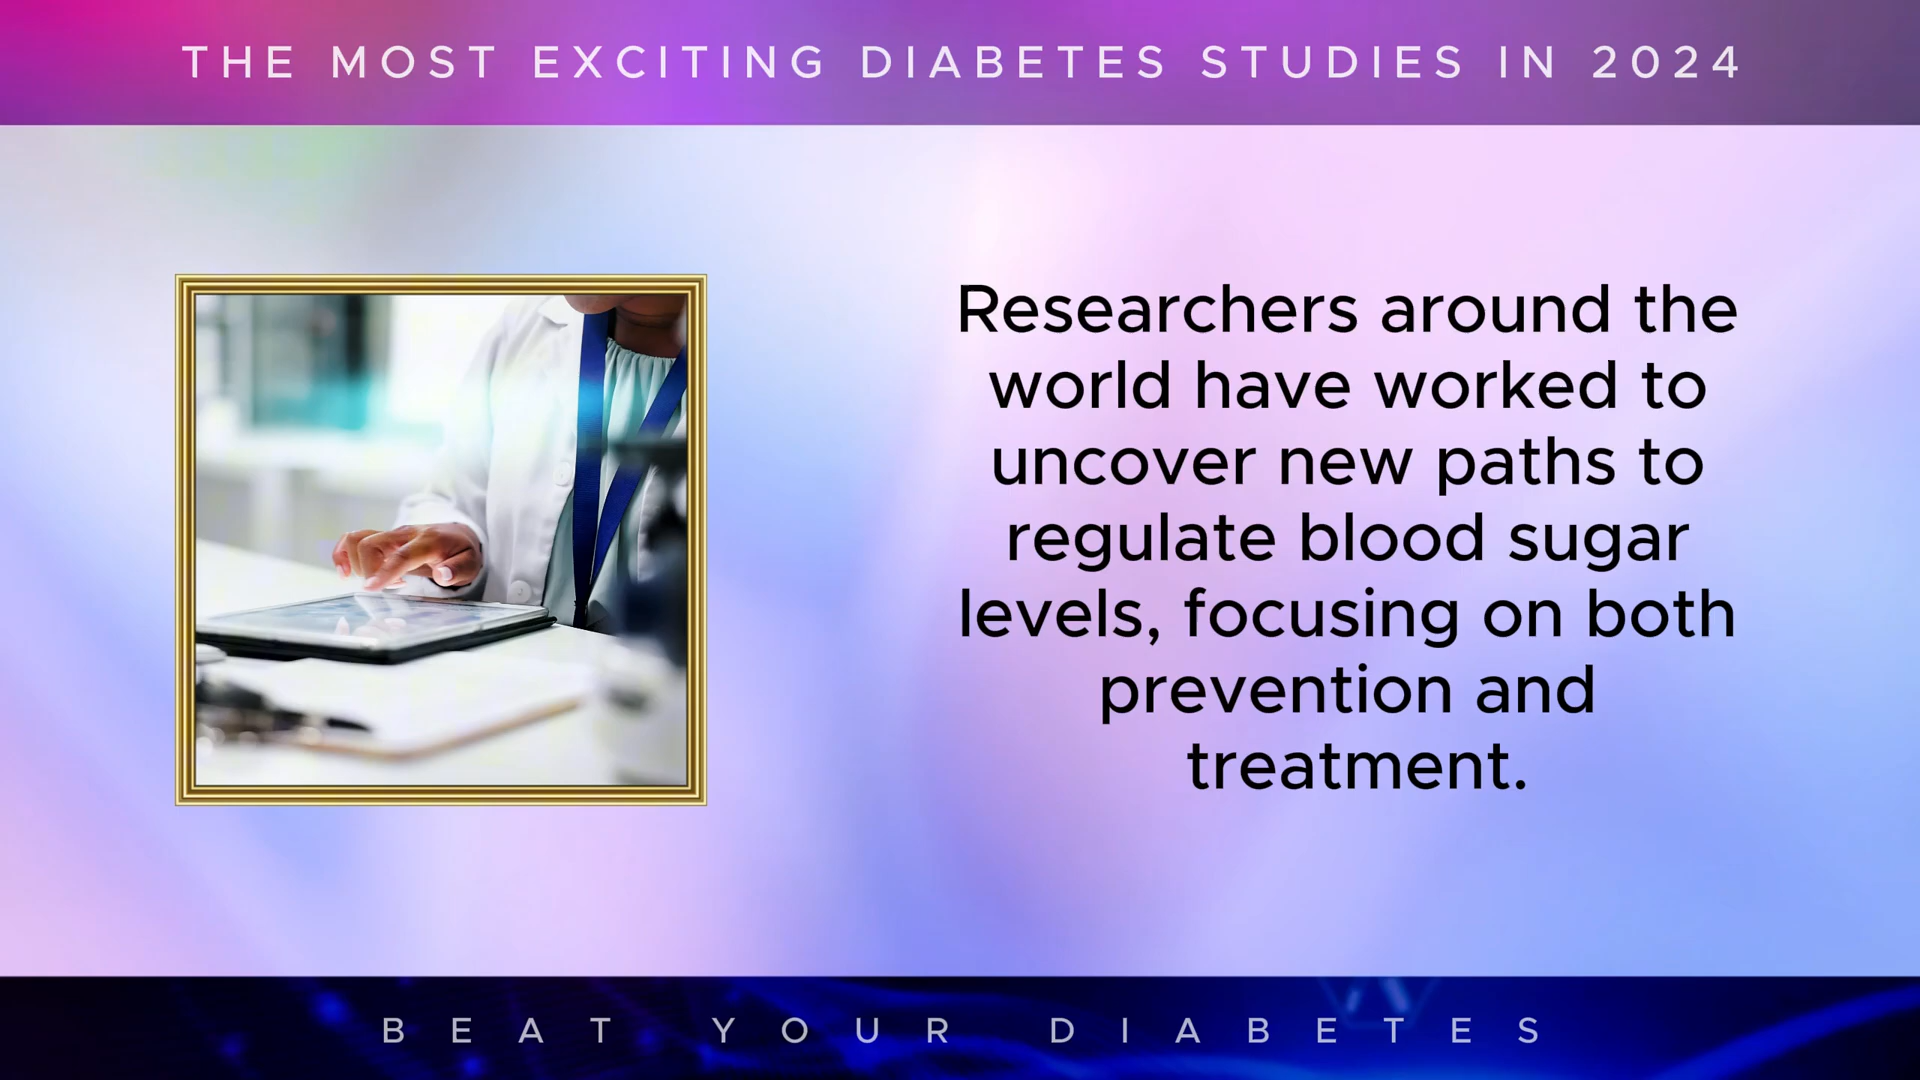 THE MOST EXCITING DIABETES STUDIES IN 2024
Researchers around the
world have worked to
uncover new paths to
regulate blood sugar
levels, focusing on both
prevention and
treatment.
BEAT YOUR DIABETES